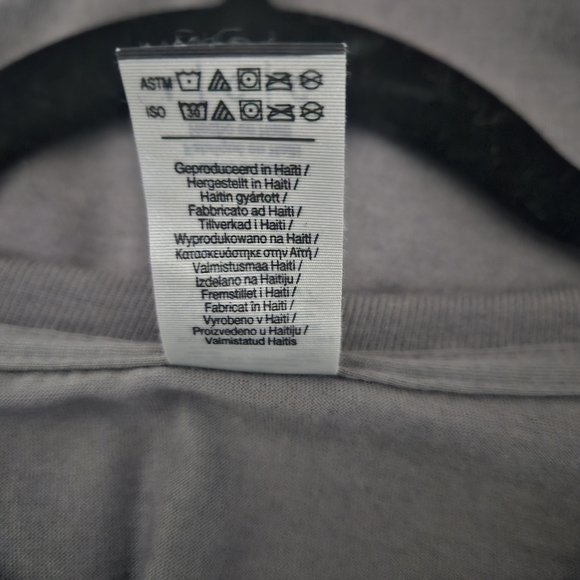 ASTM
ISO 30
Geproduceerd in Haïti /
Hergestellt in Haiti /
Haitin gyártott /
Fabbricato ad Haiti /
Tillverkad i Haiti /
Wyprodukowano na Haiti /
Κατασκευάστηκε στην Αϊτή /
Valmistusmaa Haiti /
Izdelano na Haitiju /
Fremstillet i Haiti /
Fabricat în Haiti /
Vyrobeno v Haiti /
Proizvedeno u Haitiju /
Valmistatud Haitis